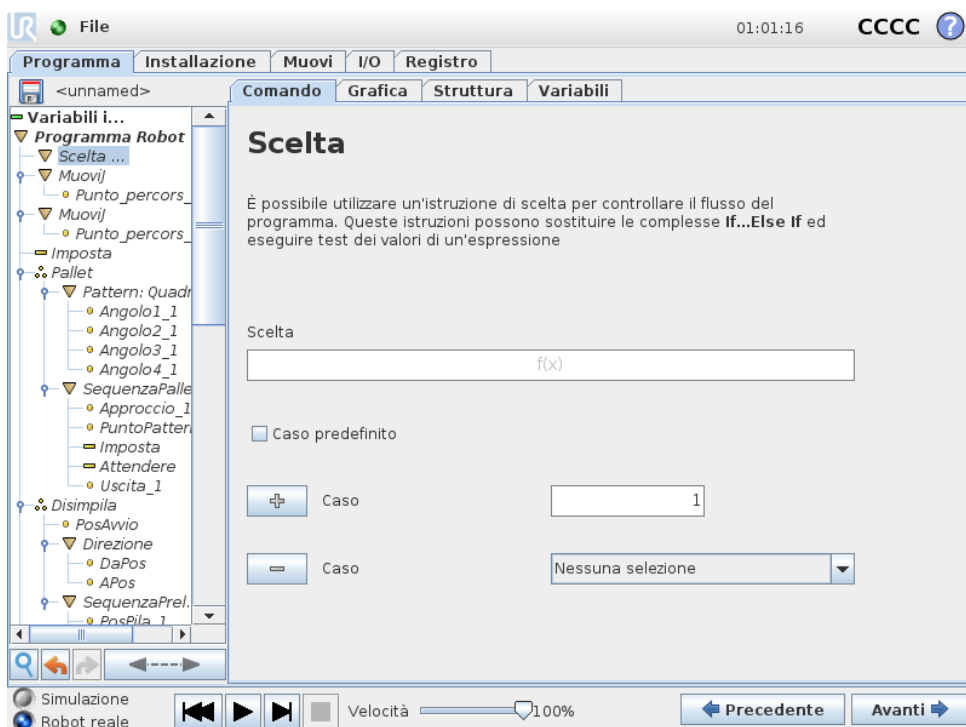 UR File 01:01:16 CCCC ?
Programma Installazione Muovi I/O Registro
<unnamed>
Comando Grafica Struttura Variabili
Variabili i...
Programma Robot
Scelta ...
MuoviJ
Punto_percors_
MuoviJ
Punto_percors_
Imposta
Pallet
Pattern: Quadr
Angolo1_1
Angolo2_1
Angolo3_1
Angolo4_1
SequenzaPalle
Approccio_1
PuntoPatter
Imposta
Attendere
Uscita_1
Disimpila
PosAvvio
Direzione
DaPos
APos
SequenzaPrel.
PosPila_1
Scelta
È possibile utilizzare un'istruzione di scelta per controllare il flusso del
programma. Queste istruzioni possono sostituire le complesse If...Else If ed
eseguire test dei valori di un'espressione
Scelta
f(x)
Caso predefinito
Caso 1
Caso Nessuna selezione
Simulazione
Robot reale
Velocità 100%
Precedente Avanti